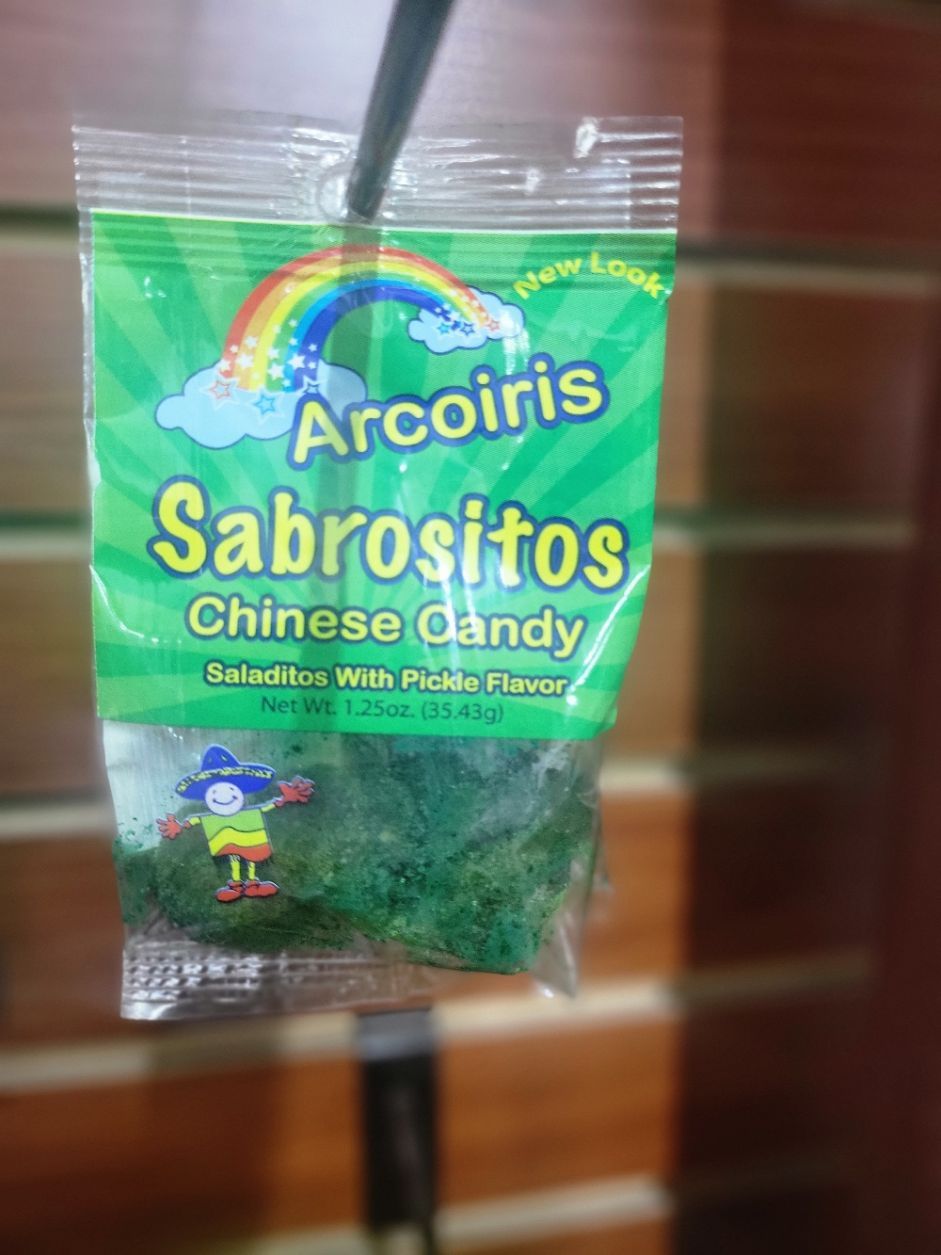 New Look
Arcoiris
Sabrositos
Chinese Candy
Saladitos With Pickle Flavor
Net Wt. 1.25oz. (35.43g)